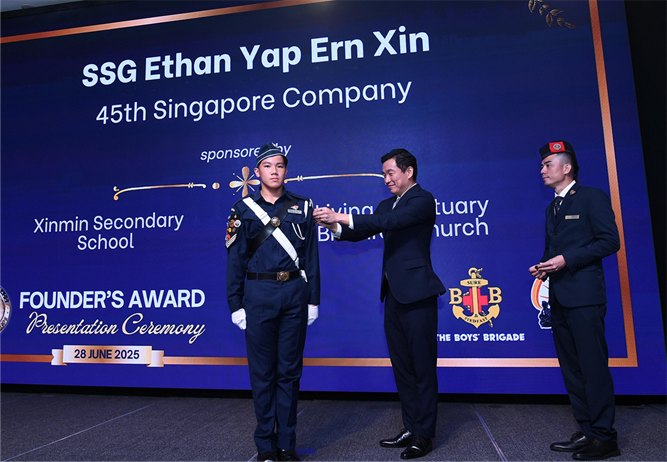 SSG Ethan Yap Ern Xin
45th Singapore Company
sponsored by
Xinmin Secondary
School
FOUNDER'S AWARD
Presentation Ceremony
28 JUNE 2025
SURE
B B
STEDFAST
THE BOYS' BRIGADE